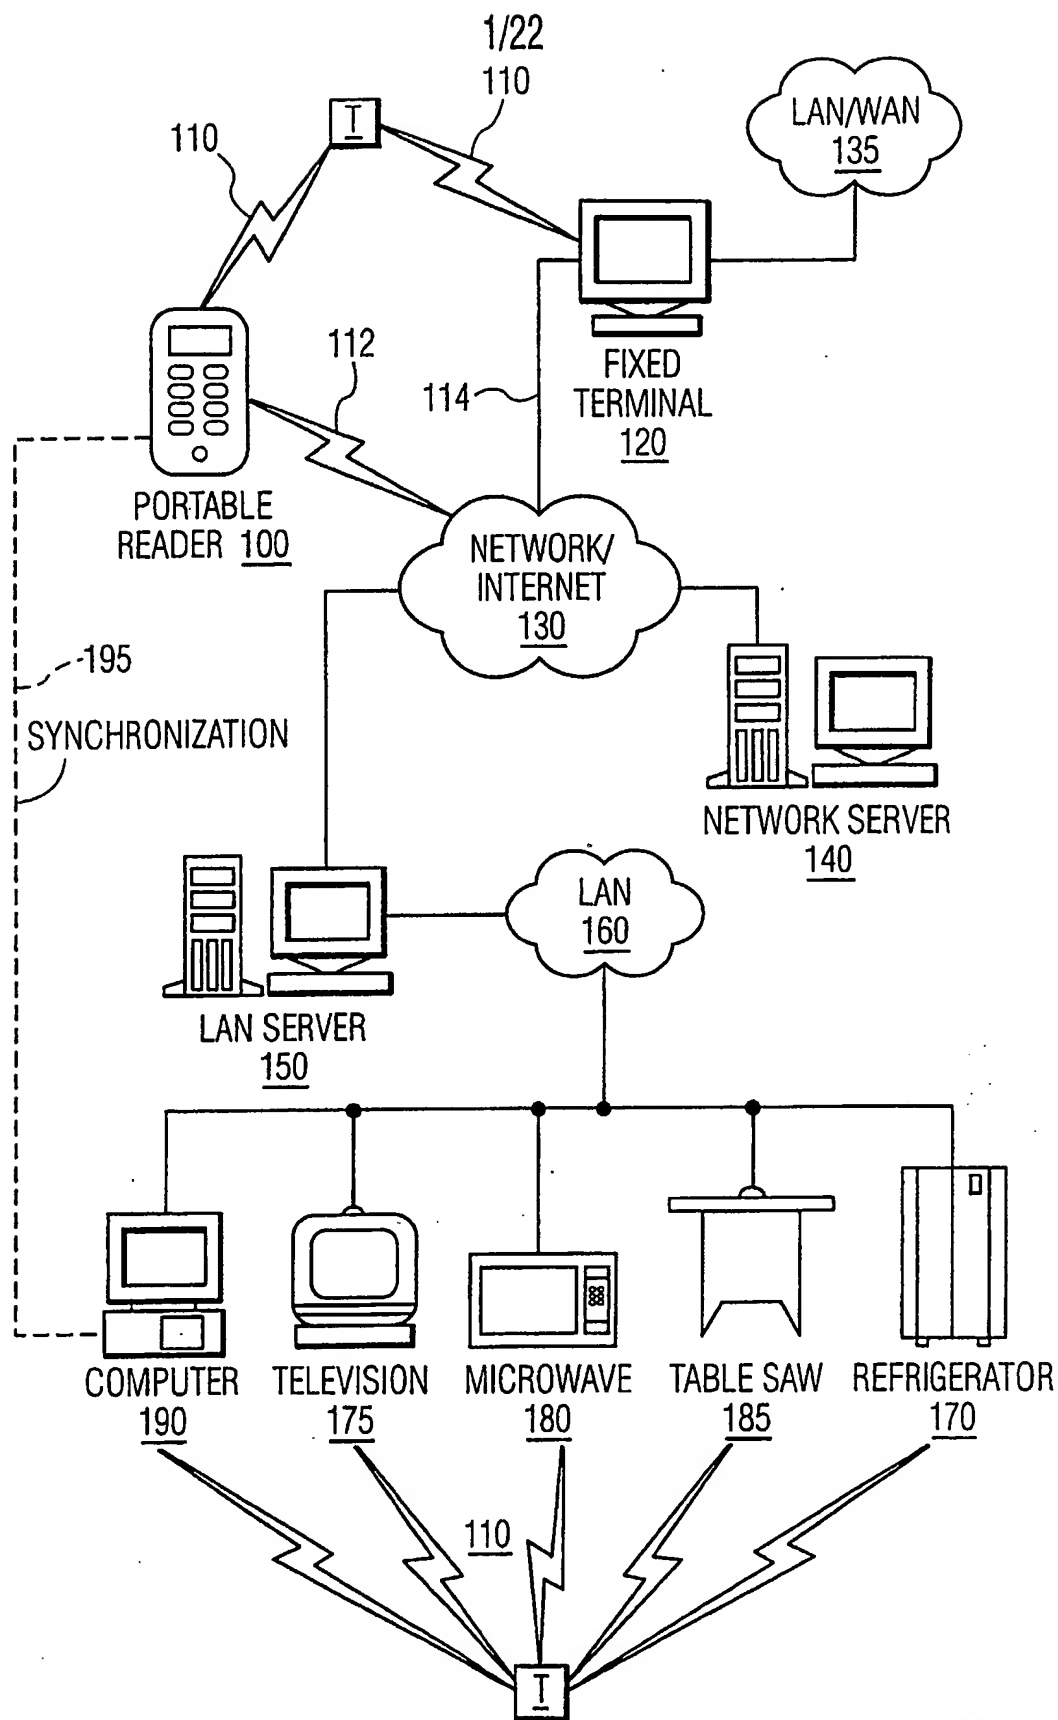 1/22
110
110
T
LAN/WAN
135
112
114
FIXED
TERMINAL
120
PORTABLE
READER 100
NETWORK/
INTERNET
130
195
SYNCHRONIZATION
NETWORK SERVER
140
LAN
160
LAN SERVER
150
COMPUTER
190
TELEVISION
175
MICROWAVE
180
TABLE SAW
185
REFRIGERATOR
170
110
T